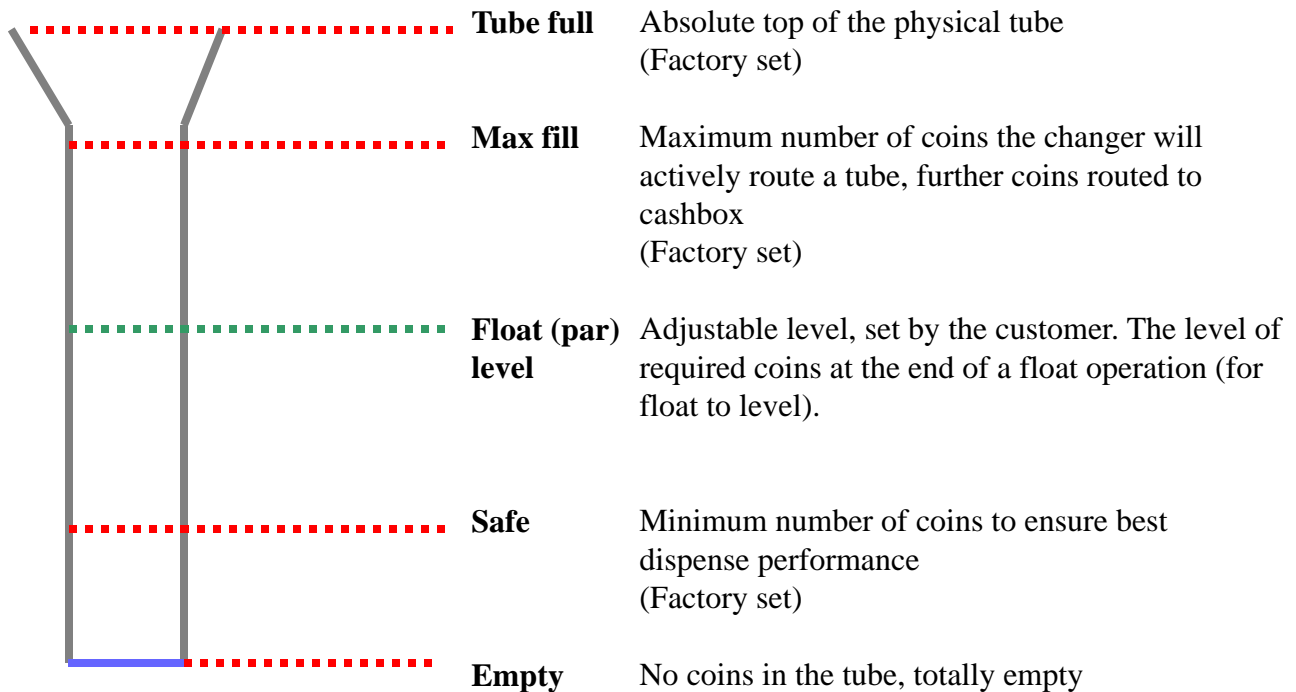 Tube full Absolute top of the physical tube
(Factory set)
Max fill Maximum number of coins the changer will
actively route a tube, further coins routed to
cashbox
(Factory set)
Float (par) Adjustable level, set by the customer. The level of
level required coins at the end of a float operation (for
float to level).
Safe Minimum number of coins to ensure best
dispense performance
(Factory set)
Empty No coins in the tube, totally empty